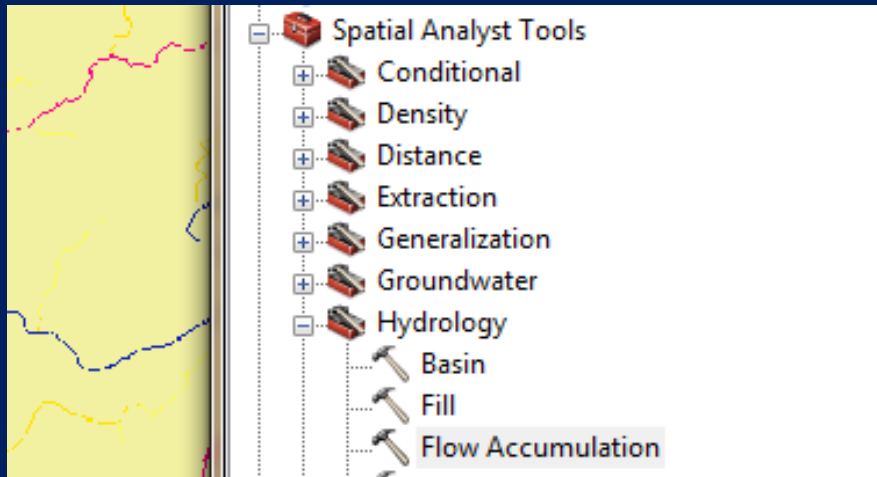 Spatial Analyst Tools
Conditional
Density
Distance
Extraction
Generalization
Groundwater
Hydrology
Basin
Fill
Flow Accumulation